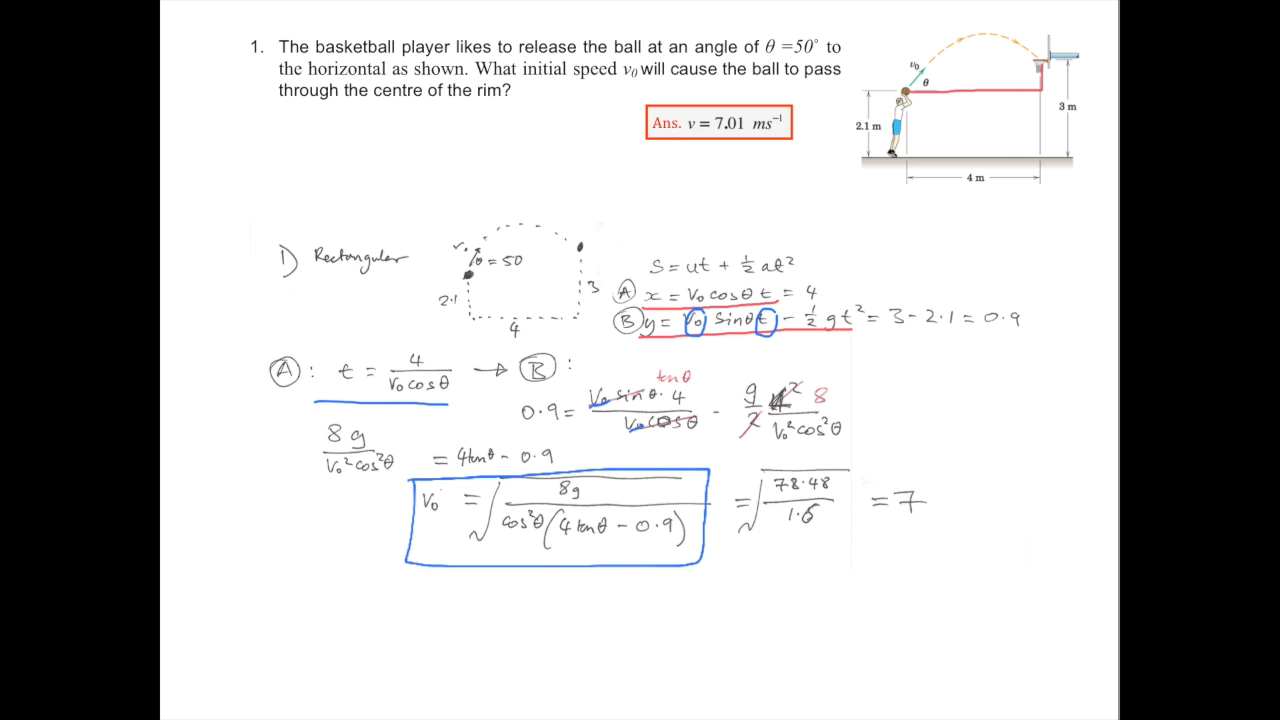 1. The basketball player likes to release the ball at an angle of θ =50° to
the horizontal as shown. What initial speed v₀ will cause the ball to pass
through the centre of the rim?
Ans. v = 7.01 ms⁻¹
v₀
θ
2.1 m
3 m
4 m
1) Rectangular
v₀
θ = 50
2.1
3
4
S = ut + ½ at²
Ⓐ x = V₀ cosθ t = 4
Ⓑ y = V₀ sinθ t − ½ gt² = 3 − 2.1 = 0.9
Ⓐ : t = 4 / V₀ cosθ → Ⓑ :
tanθ
0.9 = V₀ sinθ · 4 / V₀ cosθ − g/2 4² 8 / V₀² cos²θ
8g / V₀² cos²θ = 4tanθ − 0.9
V₀ = √(8g / cos²θ (4tanθ − 0.9)) = √(78.48 / 1.6) = 7